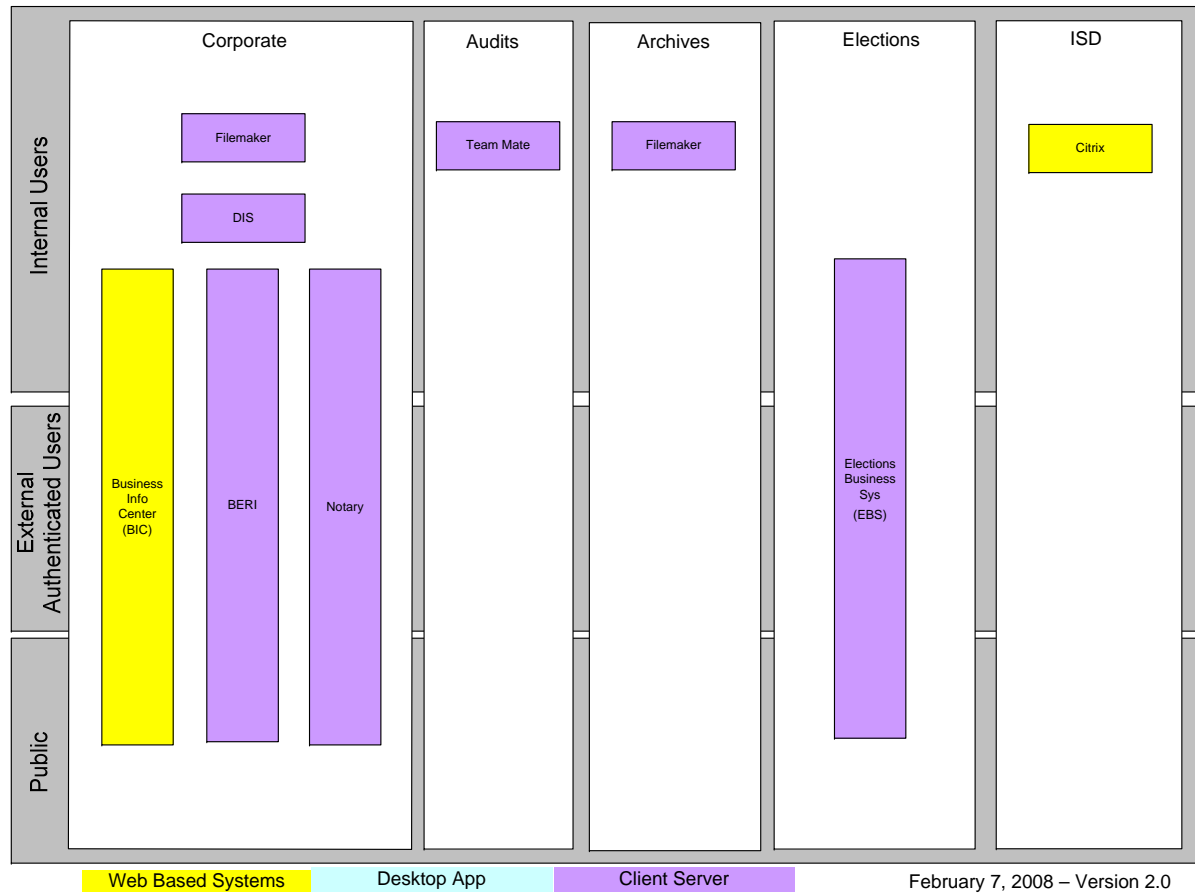 Corporate
Audits
Archives
Elections
ISD
Internal Users
Filemaker
Team Mate
Filemaker
Citrix
DIS
External
Authenticated Users
Business
Info
Center
(BIC)
BERI
Notary
Elections
Business
Sys
(EBS)
Public
Web Based Systems
Desktop App
Client Server
February 7, 2008 – Version 2.0